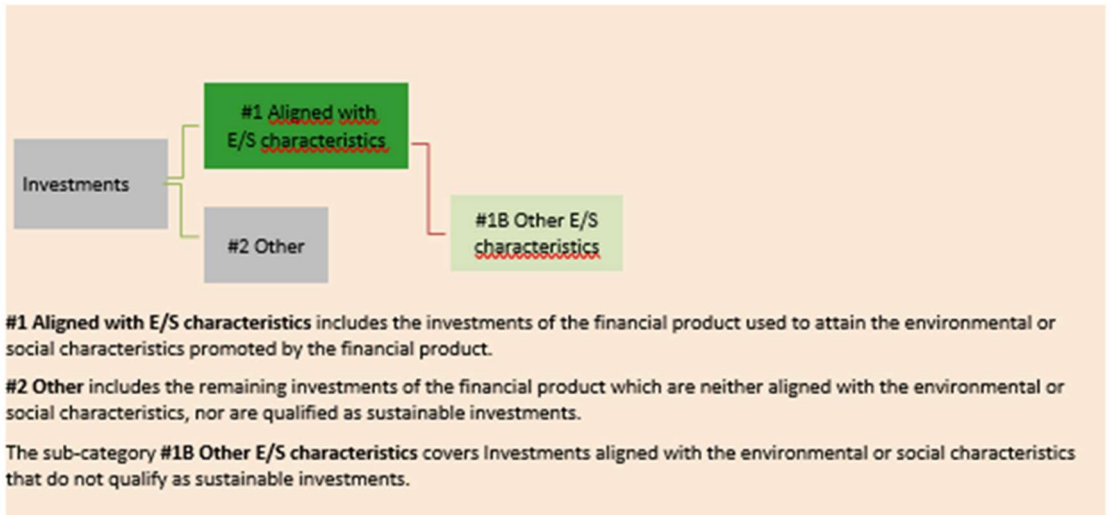 #1 Aligned with
E/S characteristics
Investments
#2 Other
#1B Other E/S
characteristics
#1 Aligned with E/S characteristics includes the investments of the financial product used to attain the environmental or
social characteristics promoted by the financial product.
#2 Other includes the remaining investments of the financial product which are neither aligned with the environmental or
social characteristics, nor are qualified as sustainable investments.
The sub-category #1B Other E/S characteristics covers Investments aligned with the environmental or social characteristics
that do not qualify as sustainable investments.